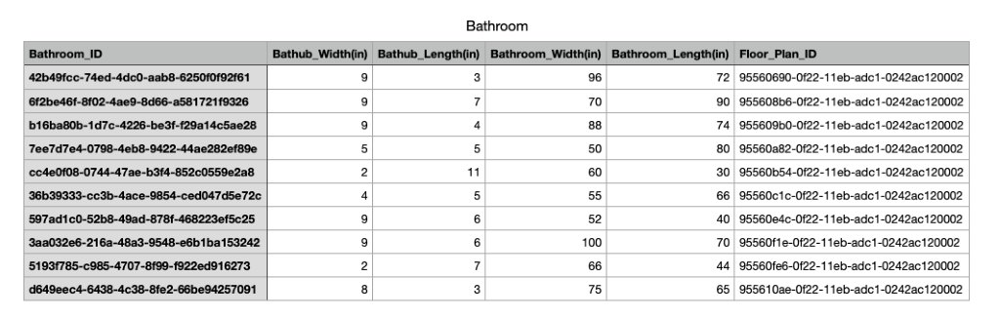 Bathroom
Bathroom_ID Bathub_Width(in) Bathub_Length(in) Bathroom_Width(in) Bathroom_Length(in) Floor_Plan_ID
42b49fcc-74ed-4dc0-aab8-6250f0f92f61 9 3 96 72 95560690-0f22-11eb-adc1-0242ac120002
6f2be46f-8f02-4ae9-8d66-a581721f9326 9 7 70 90 955608b6-0f22-11eb-adc1-0242ac120002
b16ba80b-1d7c-4226-be3f-f29a14c5ae28 9 4 88 74 955609b0-0f22-11eb-adc1-0242ac120002
7ee7d7e4-0798-4eb8-9422-44ae282ef89e 5 5 50 80 95560a82-0f22-11eb-adc1-0242ac120002
cc4e0f08-0744-47ae-b3f4-852c0559e2a8 2 11 60 30 95560b54-0f22-11eb-adc1-0242ac120002
36b39333-cc3b-4ace-9854-ced047d5e72c 4 5 55 66 95560c1c-0f22-11eb-adc1-0242ac120002
597ad1c0-52b8-49ad-878f-468223ef5c25 9 6 52 40 95560e4c-0f22-11eb-adc1-0242ac120002
3aa032e6-216a-48a3-9548-e6b1ba153242 9 6 100 70 95560f1e-0f22-11eb-adc1-0242ac120002
5193f785-c985-4707-8f99-f922ed916273 2 7 66 44 95560fe6-0f22-11eb-adc1-0242ac120002
d649eec4-6438-4c38-8fe2-66be94257091 8 3 75 65 955610ae-0f22-11eb-adc1-0242ac120002